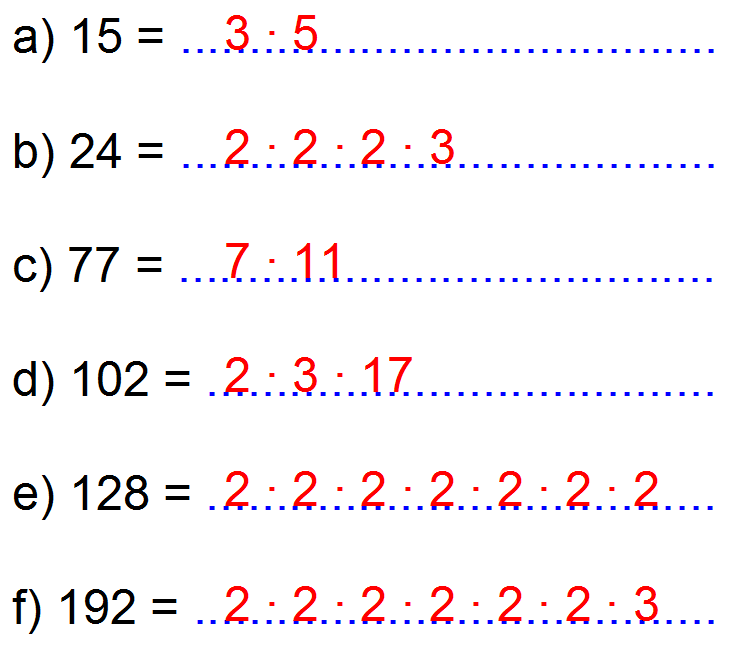 a) 15 = 3 · 5
b) 24 = 2 · 2 · 2 · 3
c) 77 = 7 · 11
d) 102 = 2 · 3 · 17
e) 128 = 2 · 2 · 2 · 2 · 2 · 2 · 2
f) 192 = 2 · 2 · 2 · 2 · 2 · 2 · 3